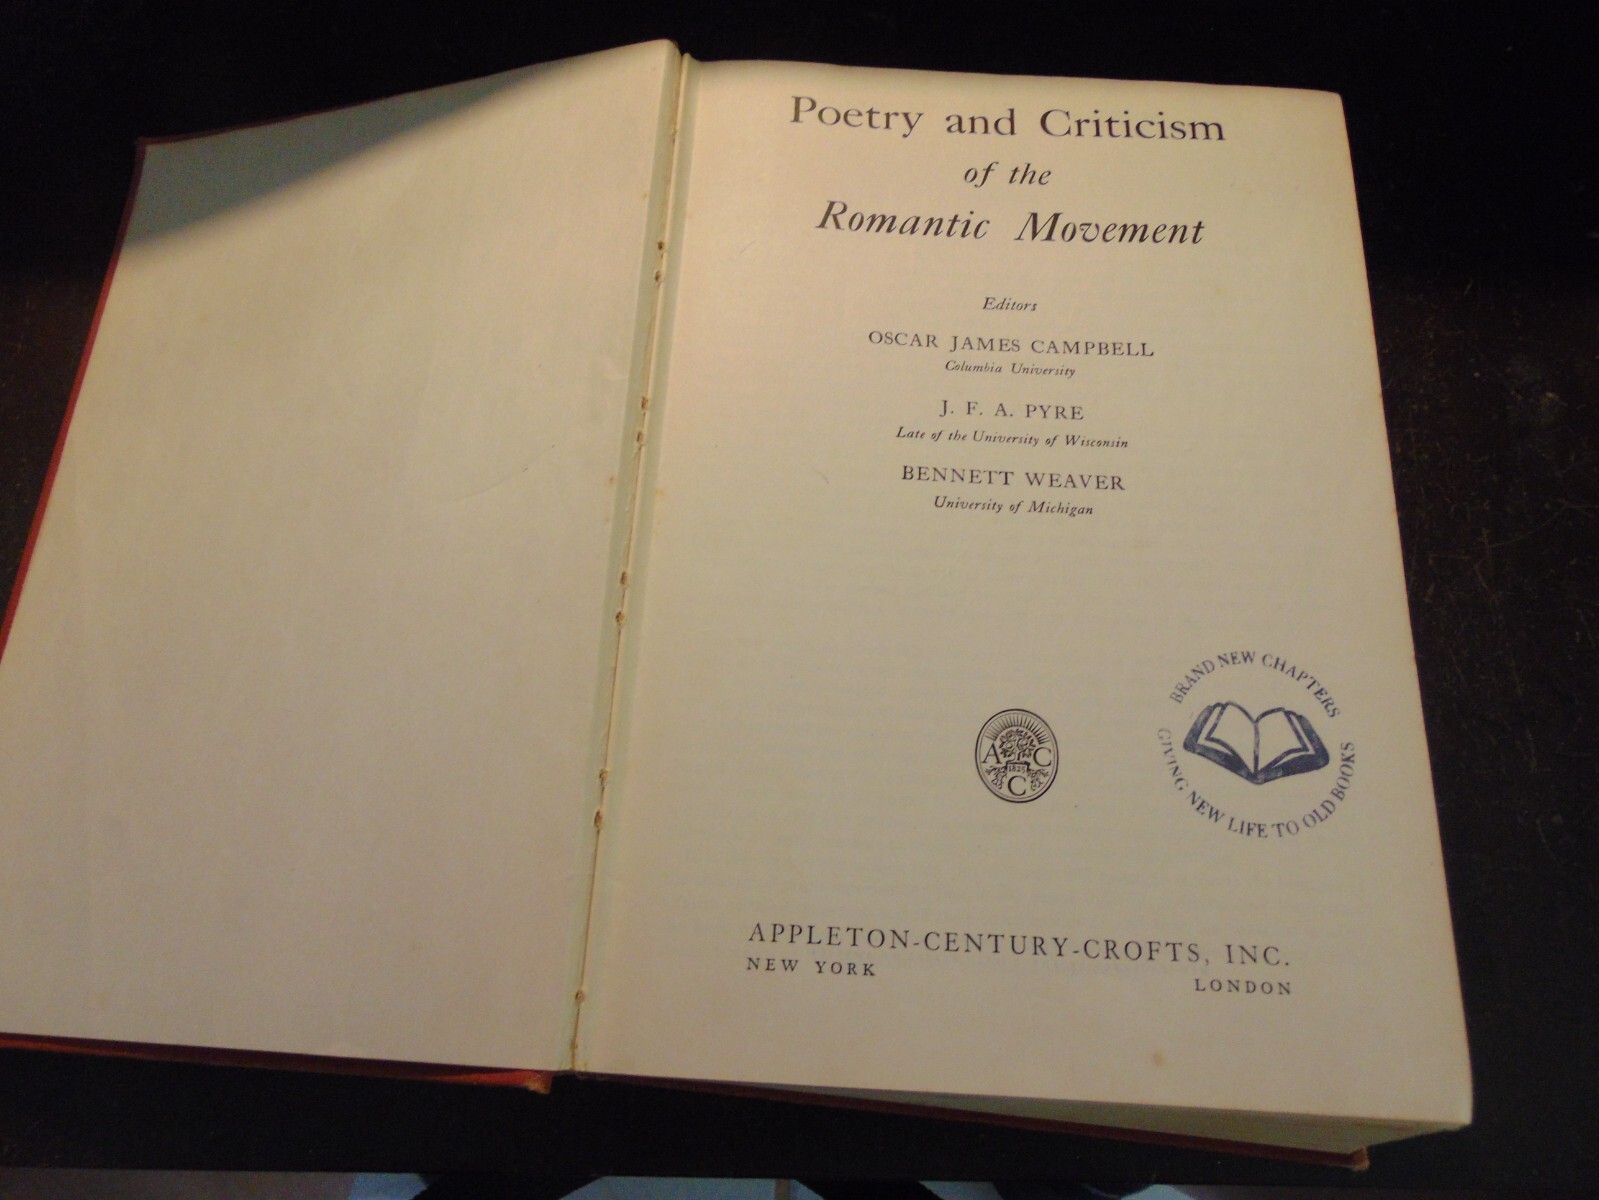 Poetry and Criticism
of the
Romantic Movement
Editors
OSCAR JAMES CAMPBELL
Columbia University
J. F. A. PYRE
Late of the University of Wisconsin
BENNETT WEAVER
University of Michigan
A C
1825
C
BRAND NEW CHAPTERS
GIVING NEW LIFE TO OLD BOOKS
APPLETON-CENTURY-CROFTS, INC.
NEW YORK
LONDON